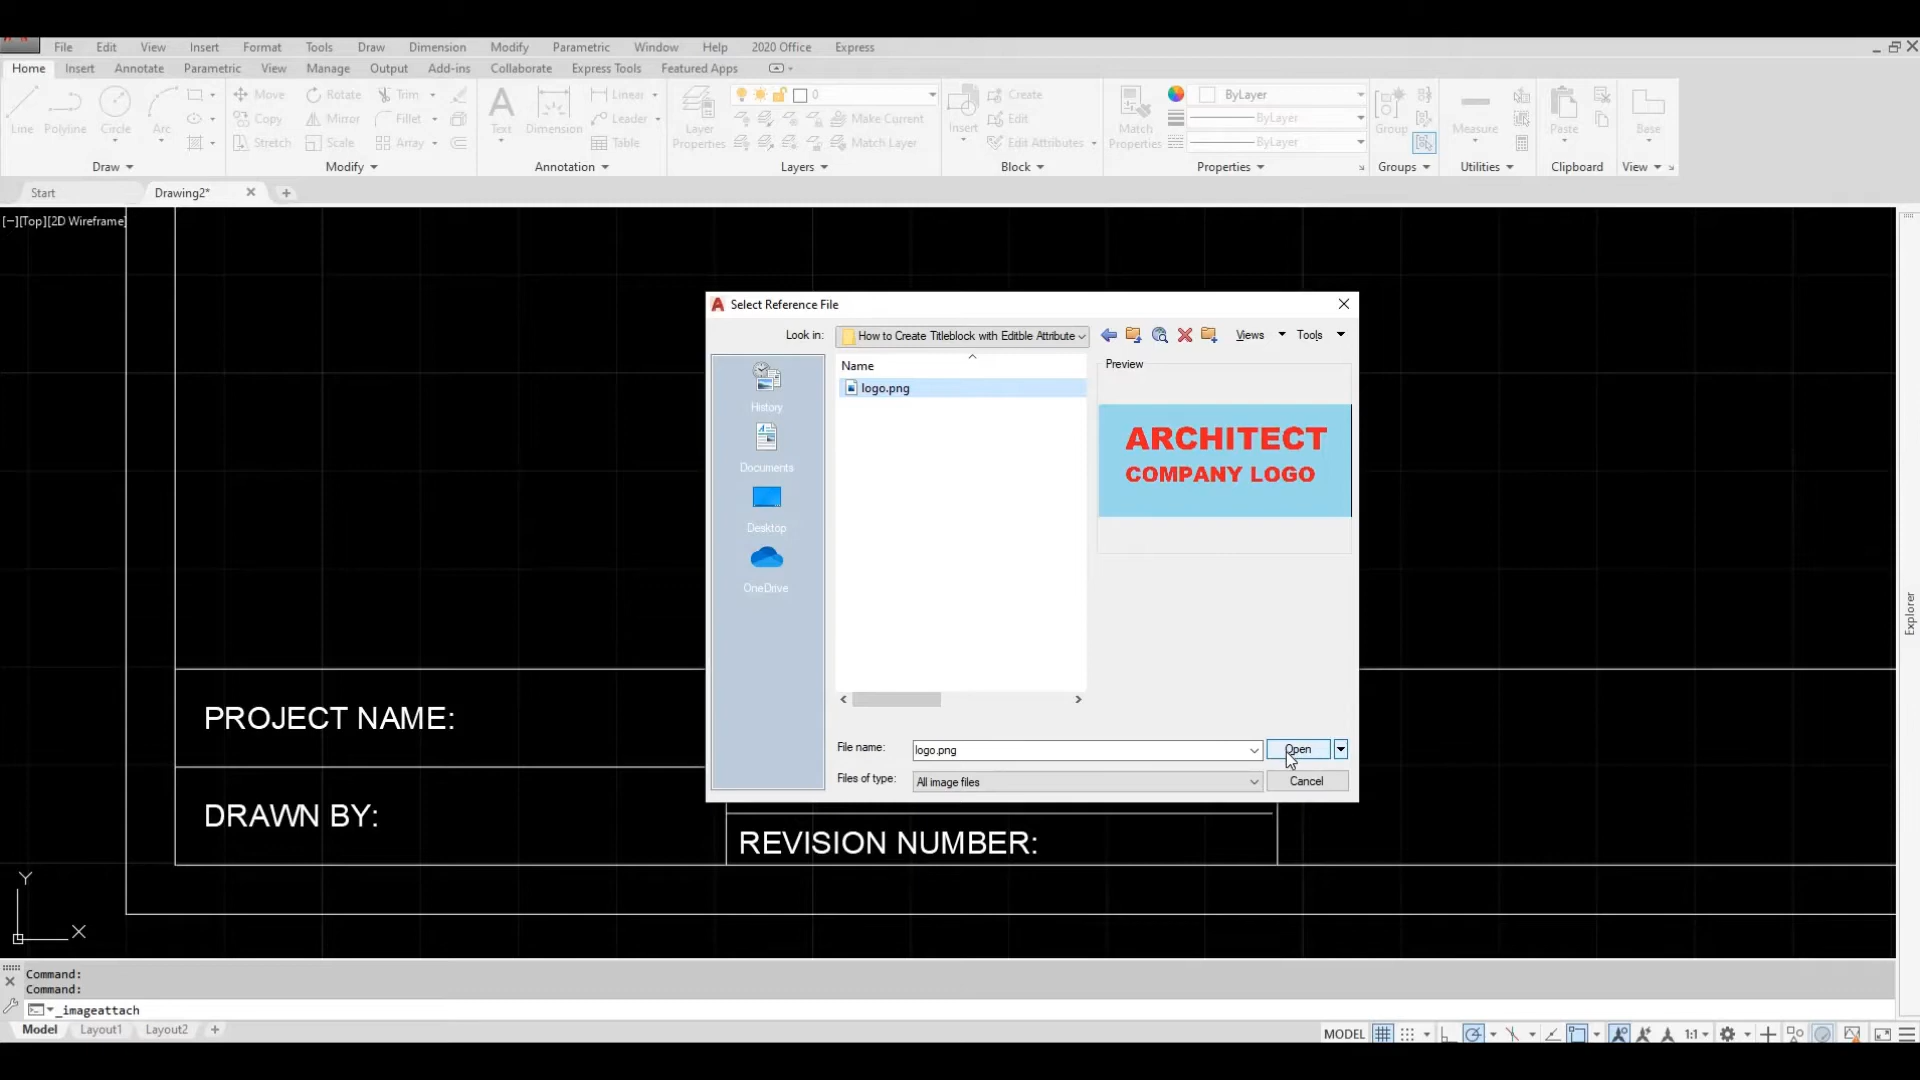 File Edit View Insert Format Tools Draw Dimension Modify Parametric Window Help 2020 Office Express
Home Insert Annotate Parametric View Manage Output Add-ins Collaborate Express Tools Featured Apps
Move Rotate Trim Linear 0 Create ByLayer
Line Polyline Circle Arc Copy Mirror Fillet Text Dimension Leader Layer Properties Make Current Insert Edit Match Properties ByLayer Group Measure Paste Base
Stretch Scale Array Table Match Layer Edit Attributes ByLayer
Draw Modify Annotation Layers Block Properties Groups Utilities Clipboard View
Start Drawing2*
[−][Top][2D Wireframe]
Select Reference File
Look in: How to Create Titleblock with Editble Attribute Views Tools
Name
logo.png
History
Documents
Desktop
OneDrive
Preview
ARCHITECT
COMPANY LOGO
File name: logo.png Open
Files of type: All image files Cancel
Explorer
PROJECT NAME:
DRAWN BY:
REVISION NUMBER:
Y
X
Command:
Command:
_imageattach
Model Layout1 Layout2 +
MODEL 1:1